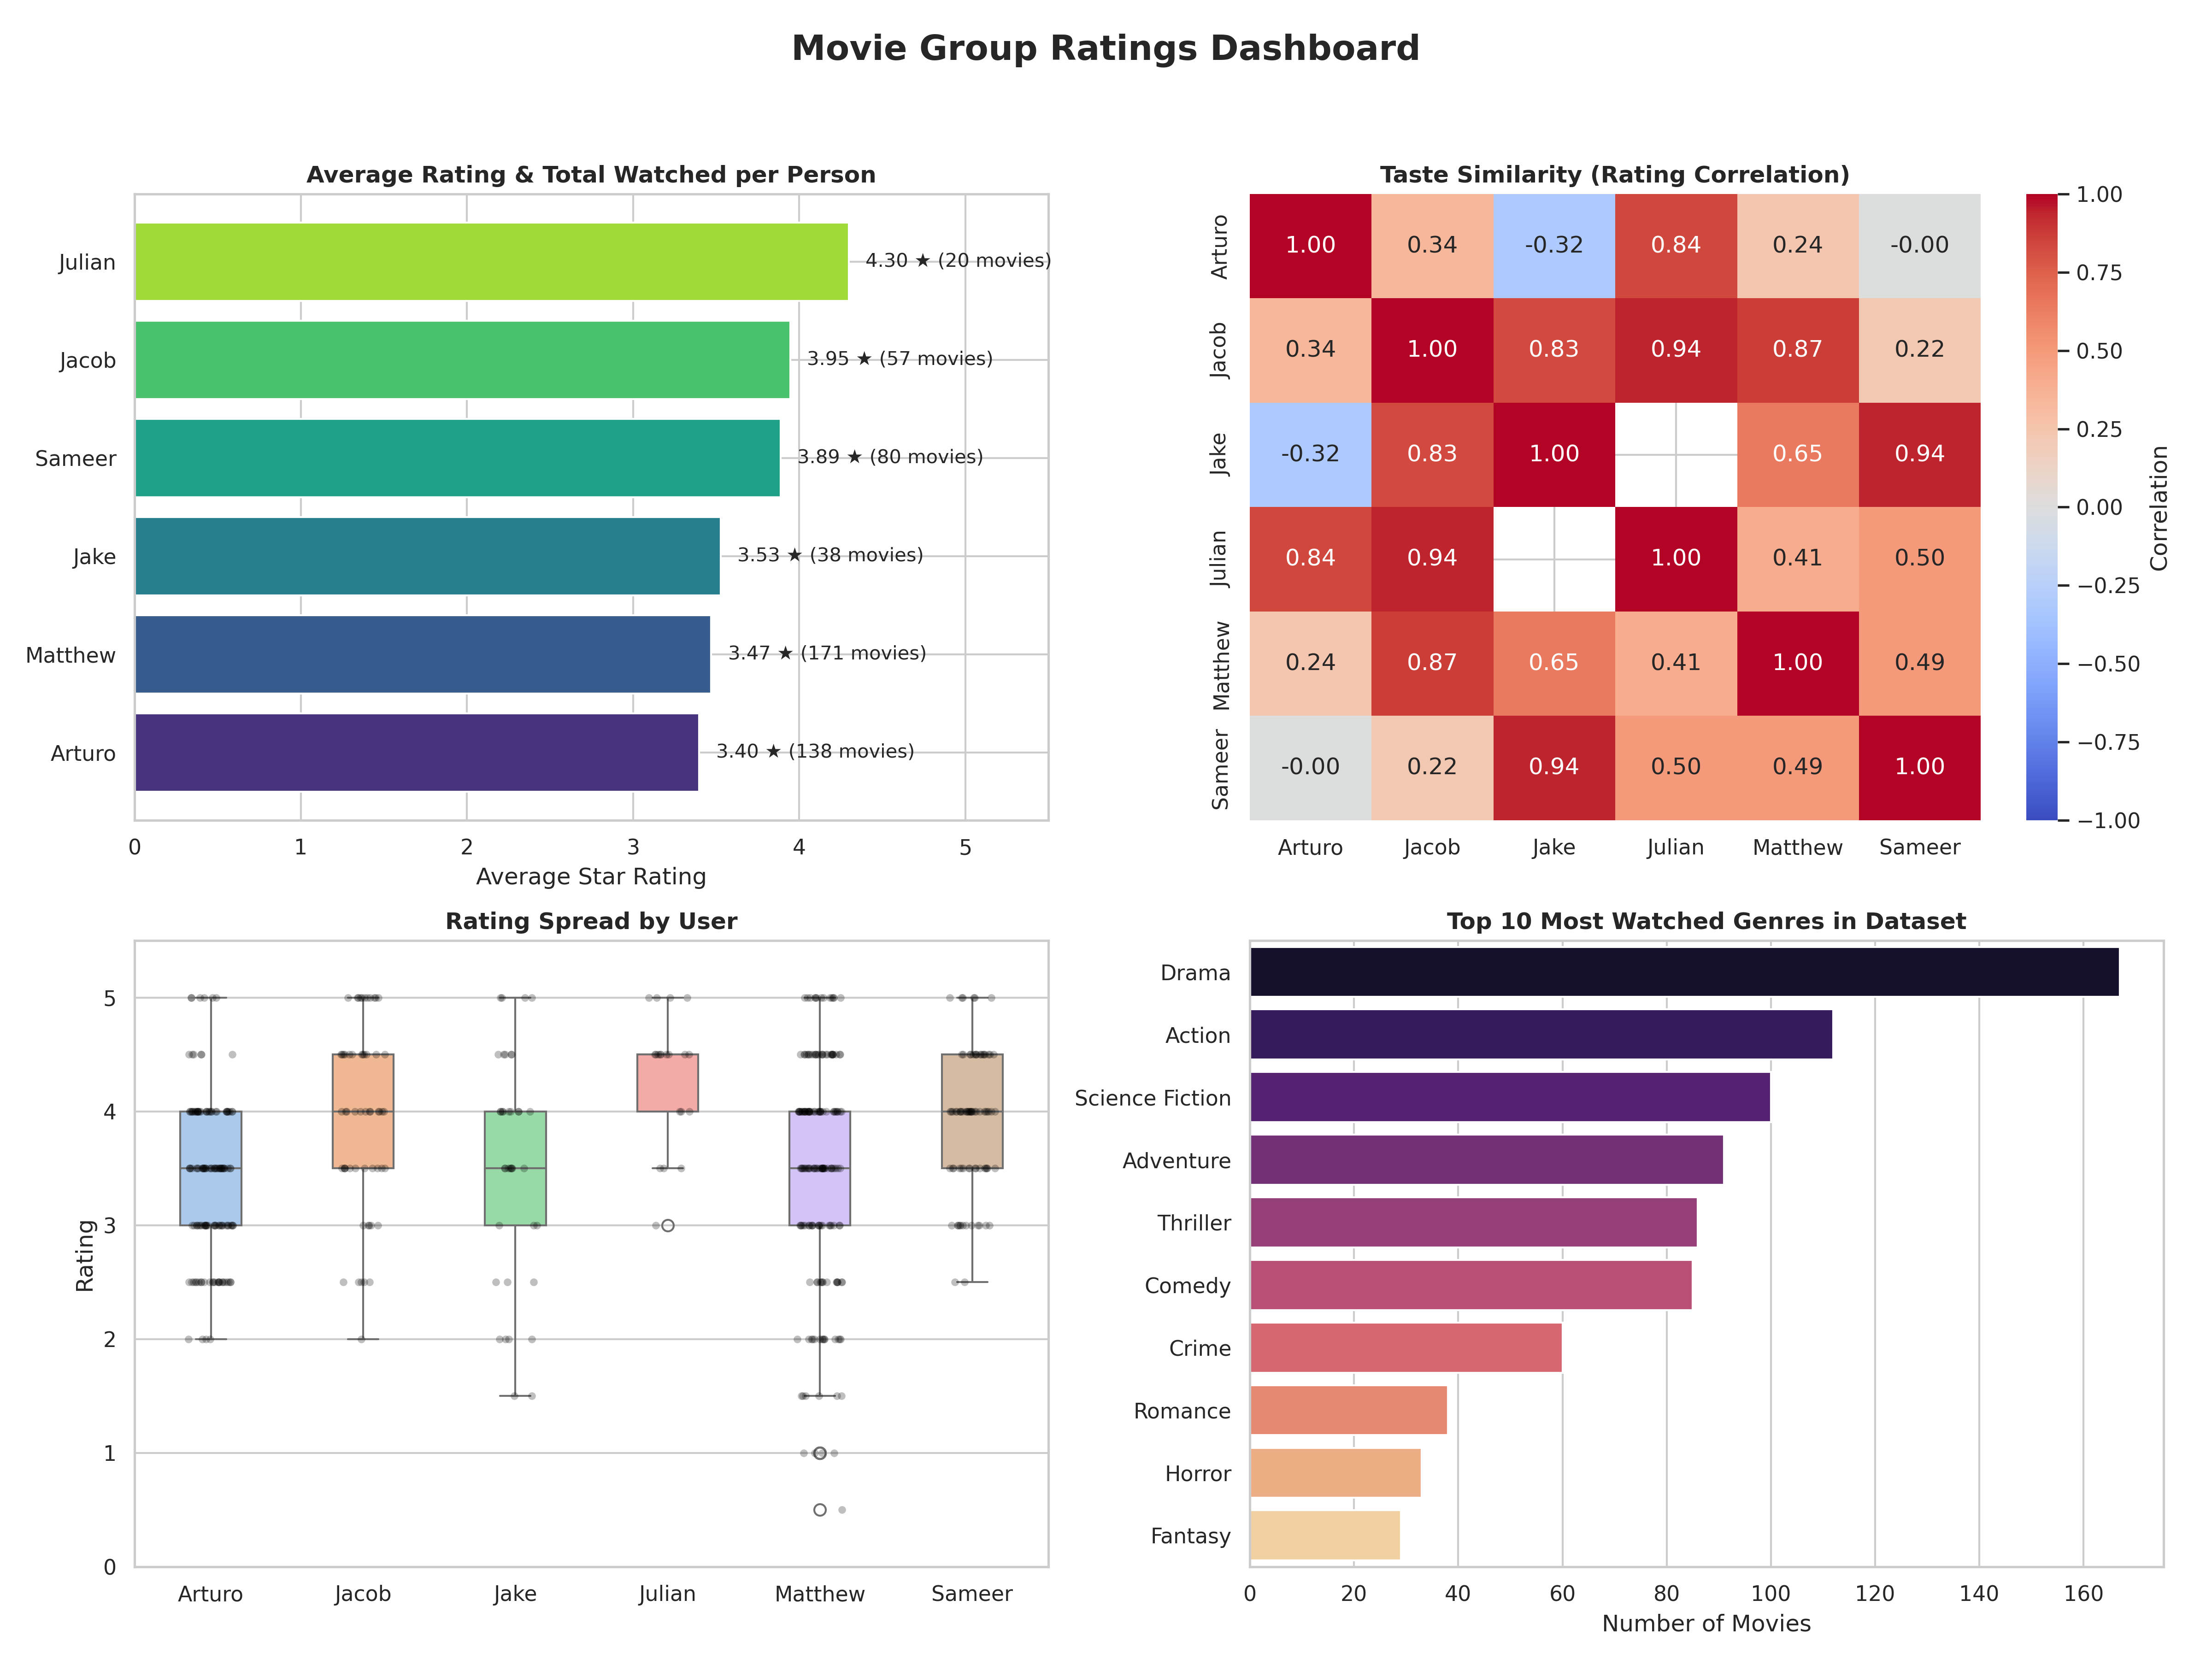 Movie Group Ratings Dashboard
Average Rating & Total Watched per Person
Julian
4.30 ★ (20 movies)
Jacob
3.95 ★ (57 movies)
Sameer
3.89 ★ (80 movies)
Jake
3.53 ★ (38 movies)
Matthew
3.47 ★ (171 movies)
Arturo
3.40 ★ (138 movies)
0 1 2 3 4 5
Average Star Rating
Taste Similarity (Rating Correlation)
Arturo 1.00 0.34 -0.32 0.84 0.24 -0.00
Jacob 0.34 1.00 0.83 0.94 0.87 0.22
Jake -0.32 0.83 1.00 0.65 0.94
Julian 0.84 0.94 1.00 0.41 0.50
Matthew 0.24 0.87 0.65 0.41 1.00 0.49
Sameer -0.00 0.22 0.94 0.50 0.49 1.00
Arturo Jacob Jake Julian Matthew Sameer
1.00
0.75
0.50
0.25
0.00
−0.25
−0.50
−0.75
−1.00
Correlation
Rating Spread by User
5
4
3
2
1
0
Rating
Arturo Jacob Jake Julian Matthew Sameer
Top 10 Most Watched Genres in Dataset
Drama
Action
Science Fiction
Adventure
Thriller
Comedy
Crime
Romance
Horror
Fantasy
0 20 40 60 80 100 120 140 160
Number of Movies